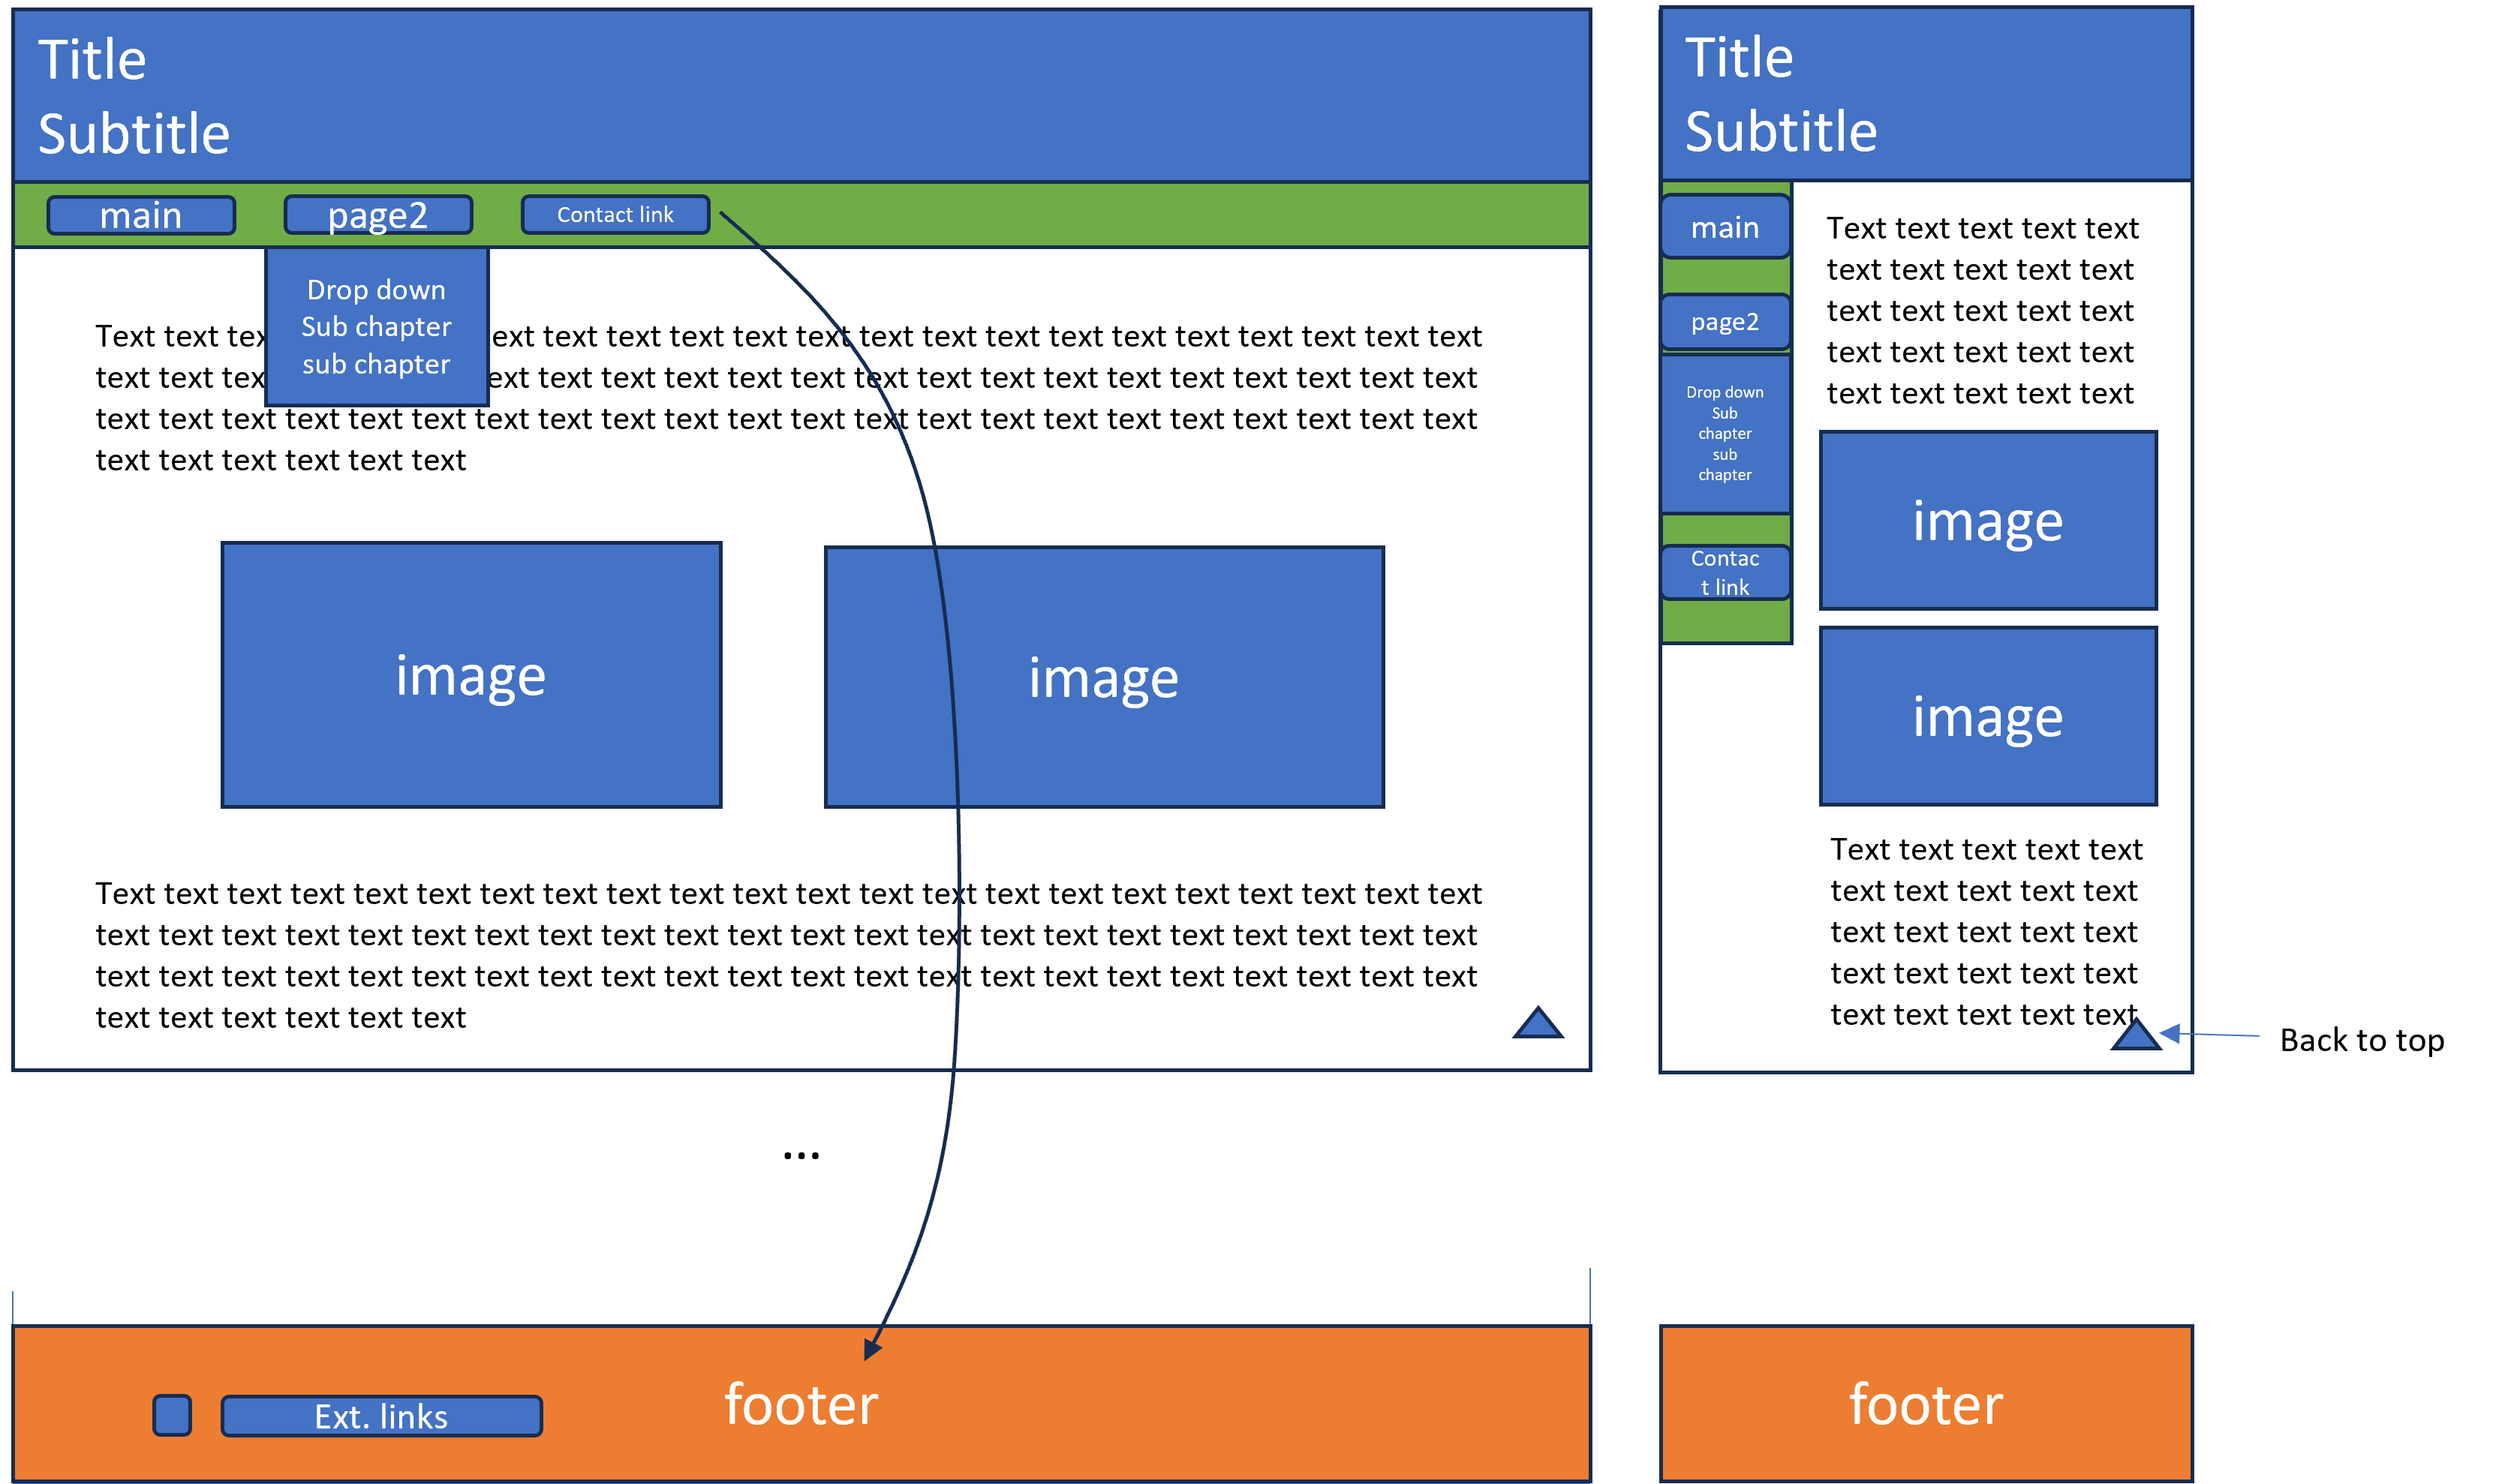 Title
Subtitle
main
page2
Contact link
Drop down
Sub chapter
sub chapter
Text text tex ext text text text text text text text text text text text text text text text
text text tex ext text text text text text text text text text text text text text text text
text text text text text text text text text text text text text text text text text text text text text text
text text text text text text
image
image
Text text text text text text text text text text text text text text text text text text text text text text
text text text text text text text text text text text text text text text text text text text text text text
text text text text text text text text text text text text text text text text text text text text text text
text text text text text text
...
Ext. links
footer
Title
Subtitle
main
page2
Drop down
Sub
chapter
sub
chapter
Contac
t link
Text text text text text
text text text text text
text text text text text
text text text text text
text text text text text
image
image
Text text text text text
text text text text text
text text text text text
text text text text text
text text text text text
Back to top
footer